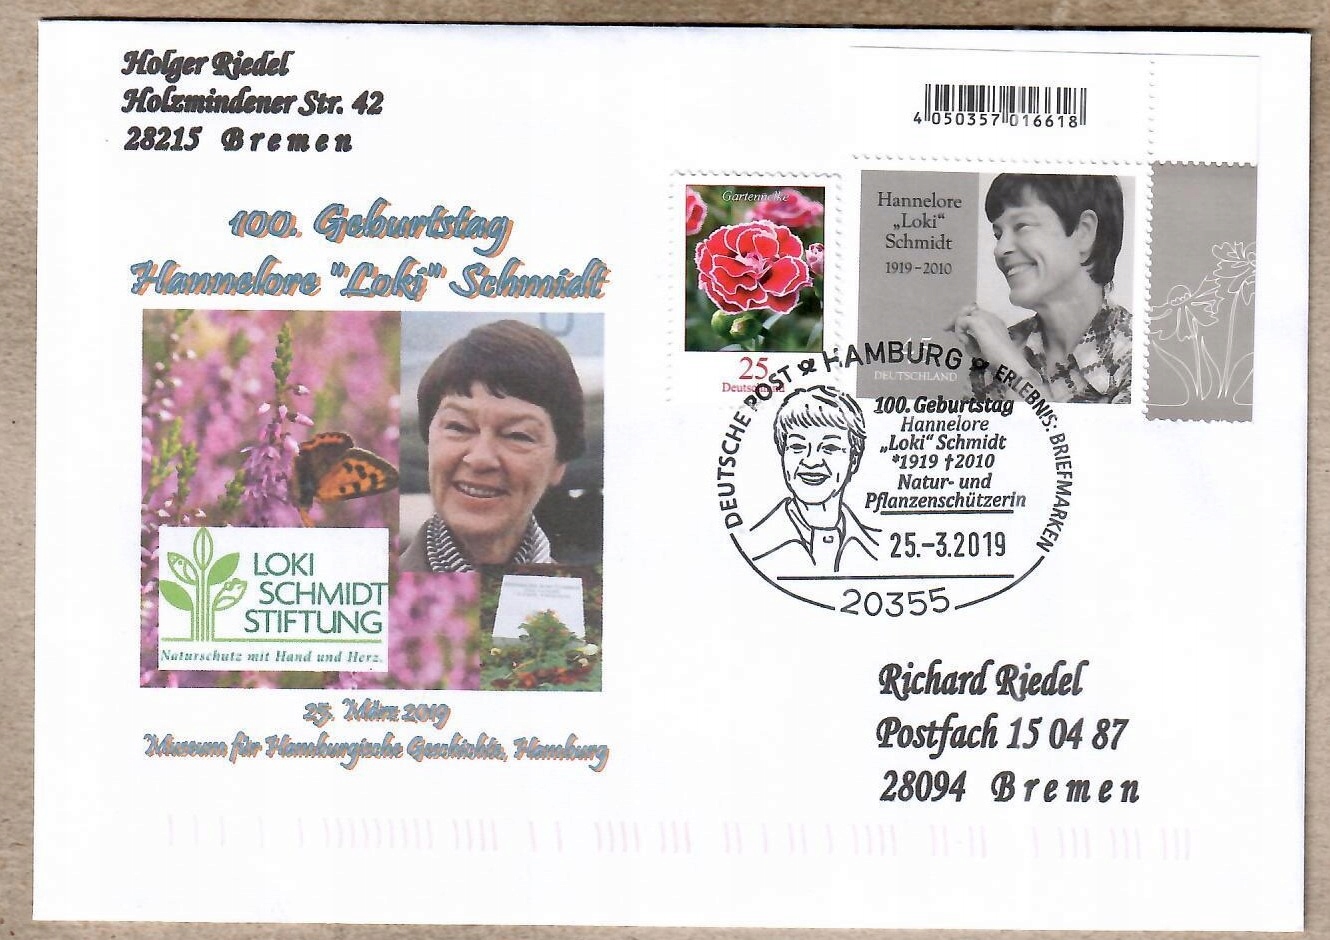 Holger Riedel
Holzmindener Str. 42
28215 Bremen
100. Geburtstag
Hannelore "Loki" Schmidt
LOKI
SCHMIDT
STIFTUNG
Naturschutz mit Hand und Herz.
25. März 2019
Museum für Hamburgische Geschichte, Hamburg
4 050357 016618
Gartennelke
25
Deutschland
Hannelore
„Loki“
Schmidt
1919–2010
DEUTSCHLAND
DEUTSCHE POST HAMBURG ERLEBNIS: BRIEFMARKEN
100. Geburtstag
Hannelore
„Loki“ Schmidt
*1919 †2010
Natur- und
Pflanzenschützerin
25.-3.2019
20355
Richard Riedel
Postfach 15 04 87
28094 Bremen